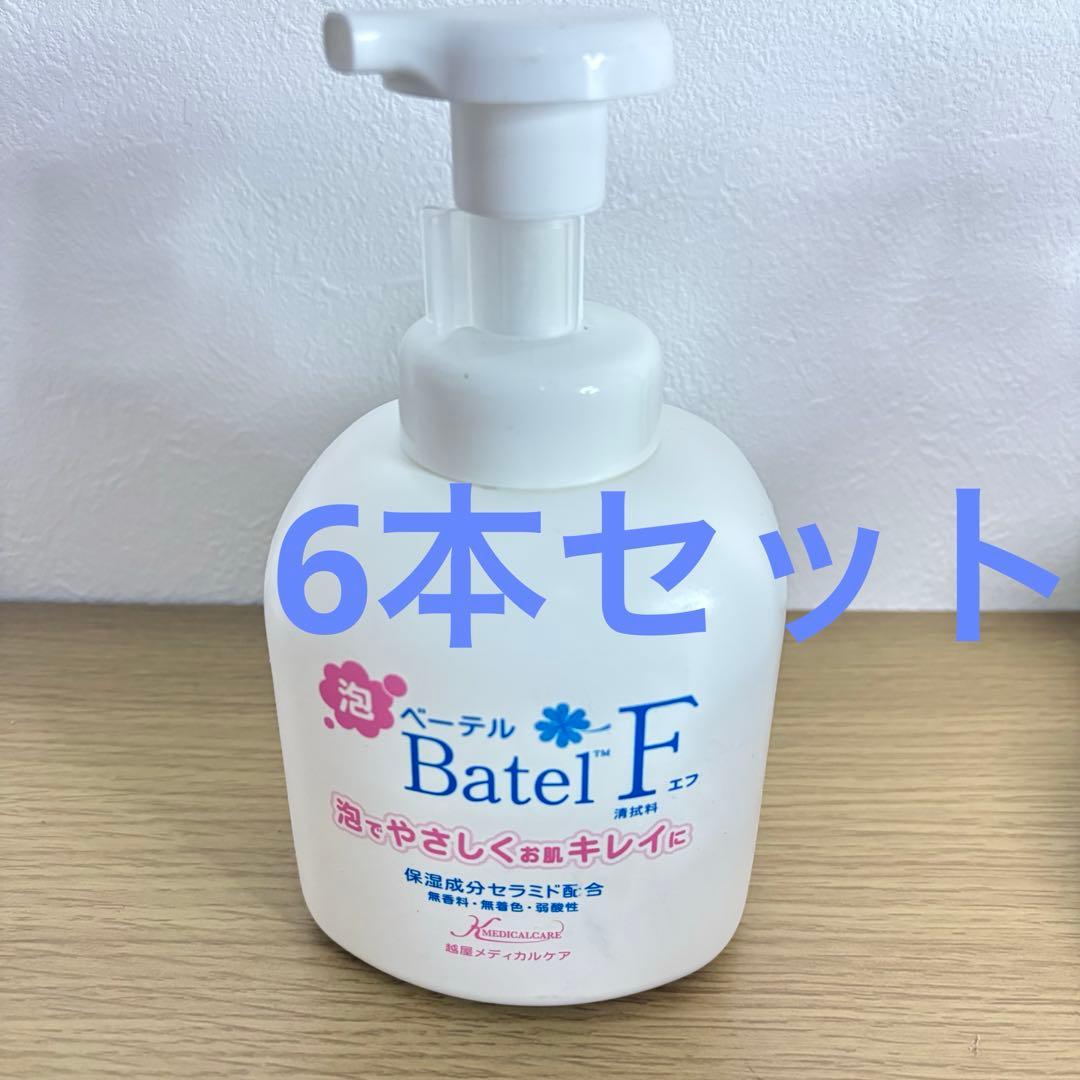 6本セット
泡
ベーテル
Batel™ F エフ
清拭料
泡でやさしくお肌キレイに
保湿成分セラミド配合
無香料・無着色・弱酸性
K MEDICALCARE
越屋メディカルケア